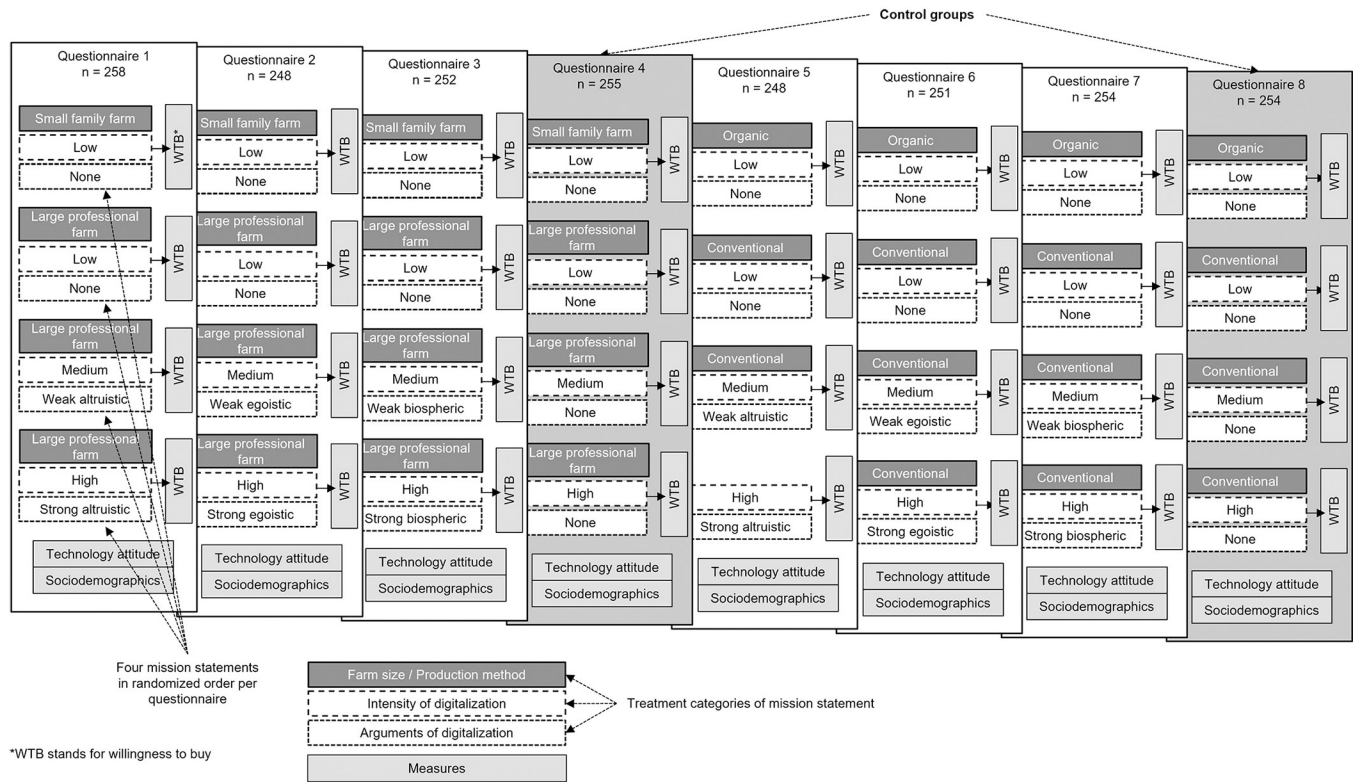 Control groups
Questionnaire 1
n = 258
Small family farm
Low
None
WTB*
Large professional
farm
Low
None
WTB
Large professional
farm
Medium
Weak altruistic
WTB
Large professional
farm
High
Strong altruistic
WTB
Technology attitude
Sociodemographics
Questionnaire 2
n = 248
Small family farm
Low
None
WTB
Large professional
farm
Low
None
WTB
Large professional
farm
Medium
Weak egoistic
WTB
Large professional
farm
High
Strong egoistic
WTB
Technology attitude
Sociodemographics
Questionnaire 3
n = 252
Small family farm
Low
None
WTB
Large professional
farm
Low
None
WTB
Large professional
farm
Medium
Weak biospheric
WTB
Large professional
farm
High
Strong biospheric
WTB
Technology attitude
Sociodemographics
Questionnaire 4
n = 255
Small family farm
Low
None
WTB
Large professional
farm
Low
None
WTB
Large professional
farm
Medium
None
WTB
Large professional
farm
High
None
WTB
Technology attitude
Sociodemographics
Questionnaire 5
n = 248
Organic
Low
None
WTB
Conventional
Low
None
WTB
Conventional
Medium
Weak altruistic
WTB
High
Strong altruistic
WTB
Technology attitude
Sociodemographics
Questionnaire 6
n = 251
Organic
Low
None
WTB
Conventional
Low
None
WTB
Conventional
Medium
Weak egoistic
WTB
Conventional
High
Strong egoistic
WTB
Technology attitude
Sociodemographics
Questionnaire 7
n = 254
Organic
Low
None
WTB
Conventional
Low
None
WTB
Conventional
Medium
Weak biospheric
WTB
Conventional
High
Strong biospheric
WTB
Technology attitude
Sociodemographics
Questionnaire 8
n = 254
Organic
Low
None
WTB
Conventional
Low
None
WTB
Conventional
Medium
None
WTB
Conventional
High
None
WTB
Technology attitude
Sociodemographics
Four mission statements
in randomized order per
questionnaire
Farm size / Production method
Intensity of digitalization
Arguments of digitalization
Measures
Treatment categories of mission statement
*WTB stands for willingness to buy